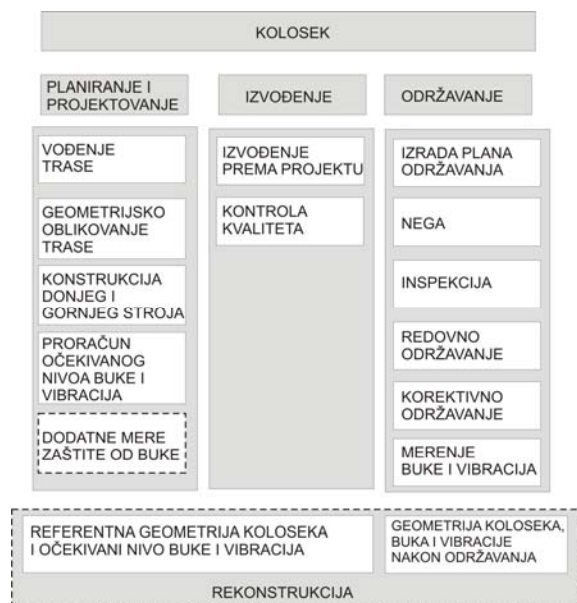 KOLOSEK
PLANIRANJE I
PROJEKTOVANJE
VOĐENJE
TRASE
GEOMETRIJSKO
OBLIKOVANJE
TRASE
KONSTRUKCIJA
DONJEG I
GORNJEG STROJA
PRORAČUN
OČEKIVANOG
NIVOA BUKE I
VIBRACIJA
DODATNE MERE
ZAŠTITE OD BUKE
IZVOĐENJE
IZVOĐENJE
PREMA PROJEKTU
KONTROLA
KVALITETA
ODRŽAVANJE
IZRADA PLANA
ODRŽAVANJA
NEGA
INSPEKCIJA
REDOVNO
ODRŽAVANJE
KOREKTIVNO
ODRŽAVANJE
MERENJE
BUKE I VIBRACIJA
REFERENTNA GEOMETRIJA KOLOSEKA
I OČEKIVANI NIVO BUKE I VIBRACIJA
GEOMETRIJA KOLOSEKA,
BUKA I VIBRACIJE
NAKON ODRŽAVANJA
REKONSTRUKCIJA